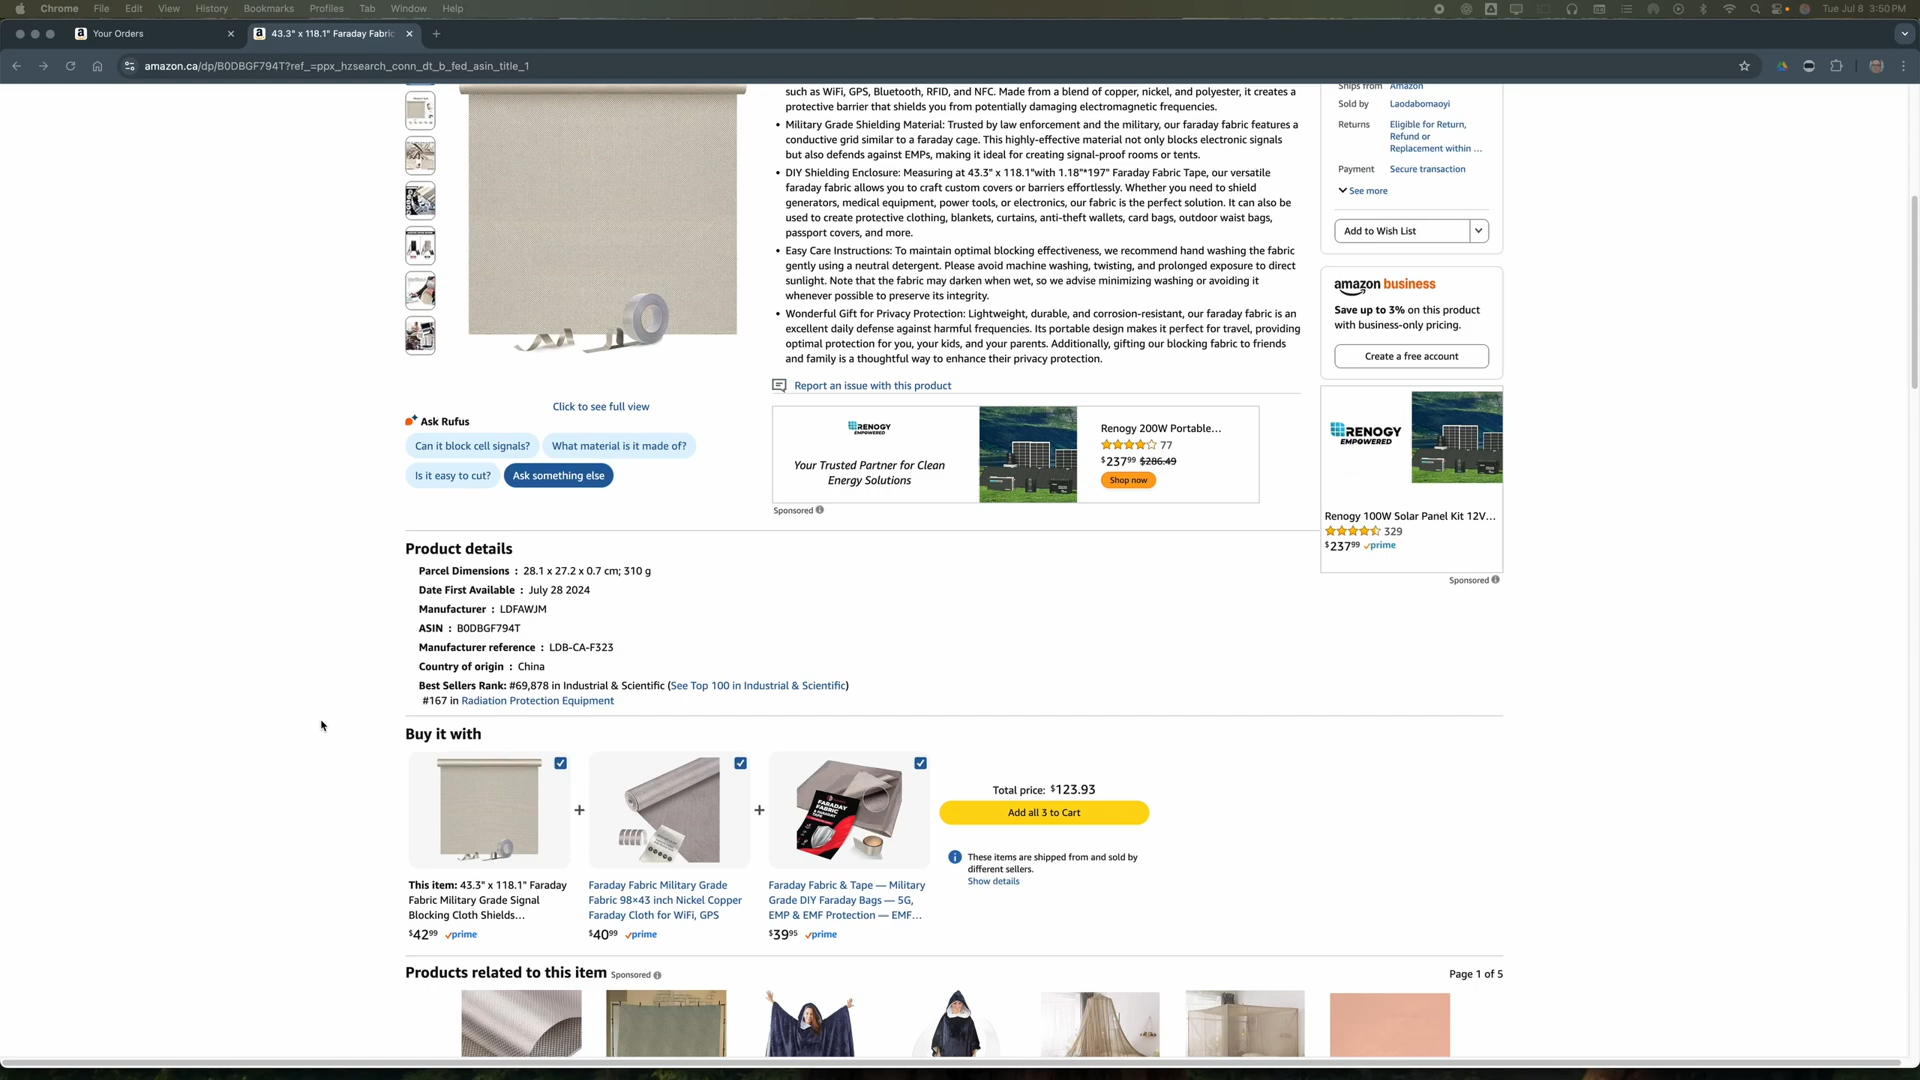 Chrome File Edit View History Bookmarks Profiles Tab Window Help
Tue Jul 8 3:50 PM
Your Orders
43.3" x 118.1" Faraday Fabric
amazon.ca/dp/B0DBGF794T?ref_=ppx_hzsearch_conn_dt_b_fed_asin_title_1
such as WiFi, GPS, Bluetooth, RFID, and NFC. Made from a blend of copper, nickel, and polyester, it creates a
protective barrier that shields you from potentially damaging electromagnetic frequencies.
• Military Grade Shielding Material: Trusted by law enforcement and the military, our faraday fabric features a
conductive grid similar to a faraday cage. This highly-effective material not only blocks electronic signals
but also defends against EMPs, making it ideal for creating signal-proof rooms or tents.
• DIY Shielding Enclosure: Measuring at 43.3" x 118.1"with 1.18"*197" Faraday Fabric Tape, our versatile
faraday fabric allows you to craft custom covers or barriers effortlessly. Whether you need to shield
generators, medical equipment, power tools, or electronics, our fabric is the perfect solution. It can also be
used to create protective clothing, blankets, curtains, anti-theft wallets, card bags, outdoor waist bags,
passport covers, and more.
• Easy Care Instructions: To maintain optimal blocking effectiveness, we recommend hand washing the fabric
gently using a neutral detergent. Please avoid machine washing, twisting, and prolonged exposure to direct
sunlight. Note that the fabric may darken when wet, so we advise minimizing washing or avoiding it
whenever possible to preserve its integrity.
• Wonderful Gift for Privacy Protection: Lightweight, durable, and corrosion-resistant, our faraday fabric is an
excellent daily defense against harmful frequencies. Its portable design makes it perfect for travel, providing
optimal protection for you, your kids, and your parents. Additionally, gifting our blocking fabric to friends
and family is a thoughtful way to enhance their privacy protection.
Report an issue with this product
Ships from Amazon
Sold by Laodabomaoyi
Returns Eligible for Return,
Refund or
Replacement within ...
Payment Secure transaction
See more
Add to Wish List
amazon business
Save up to 3% on this product
with business-only pricing.
Create a free account
Click to see full view
Ask Rufus
Can it block cell signals? What material is it made of?
Is it easy to cut? Ask something else
RENOGY
EMPOWERED
Your Trusted Partner for Clean
Energy Solutions
Renogy 200W Portable...
77
$237.99 $286.49
Shop now
Sponsored
RENOGY
EMPOWERED
Renogy 100W Solar Panel Kit 12V...
329
$237.99 prime
Sponsored
Product details
Parcel Dimensions : 28.1 x 27.2 x 0.7 cm; 310 g
Date First Available : July 28 2024
Manufacturer : LDFAWJM
ASIN : B0DBGF794T
Manufacturer reference : LDB-CA-F323
Country of origin : China
Best Sellers Rank: #69,878 in Industrial & Scientific (See Top 100 in Industrial & Scientific)
#167 in Radiation Protection Equipment
Buy it with
FARADAY
FABRIC
This item: 43.3" x 118.1" Faraday
Fabric Military Grade Signal
Blocking Cloth Shields...
$42.99 prime
Faraday Fabric Military Grade
Fabric 98×43 inch Nickel Copper
Faraday Cloth for WiFi, GPS
$40.99 prime
Faraday Fabric & Tape — Military
Grade DIY Faraday Bags — 5G,
EMP & EMF Protection — EMF...
$39.95 prime
Total price: $123.93
Add all 3 to Cart
These items are shipped from and sold by
different sellers.
Show details
Products related to this item Sponsored
Page 1 of 5